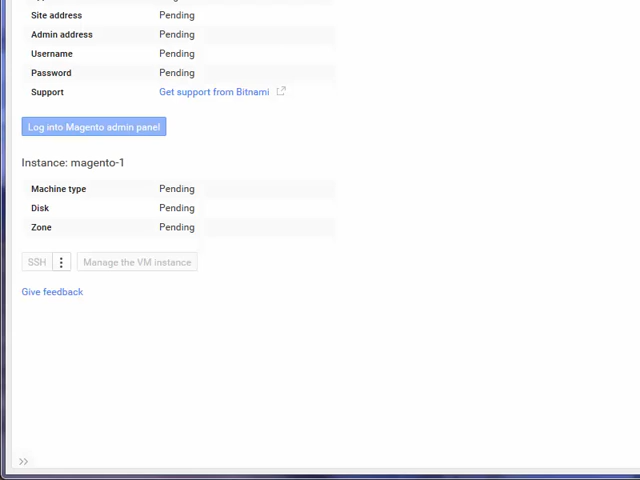 Site address Pending
Admin address Pending
Username Pending
Password Pending
Support Get support from Bitnami
Log into Magento admin panel
Instance: magento-1
Machine type Pending
Disk Pending
Zone Pending
SSH Manage the VM instance
Give feedback